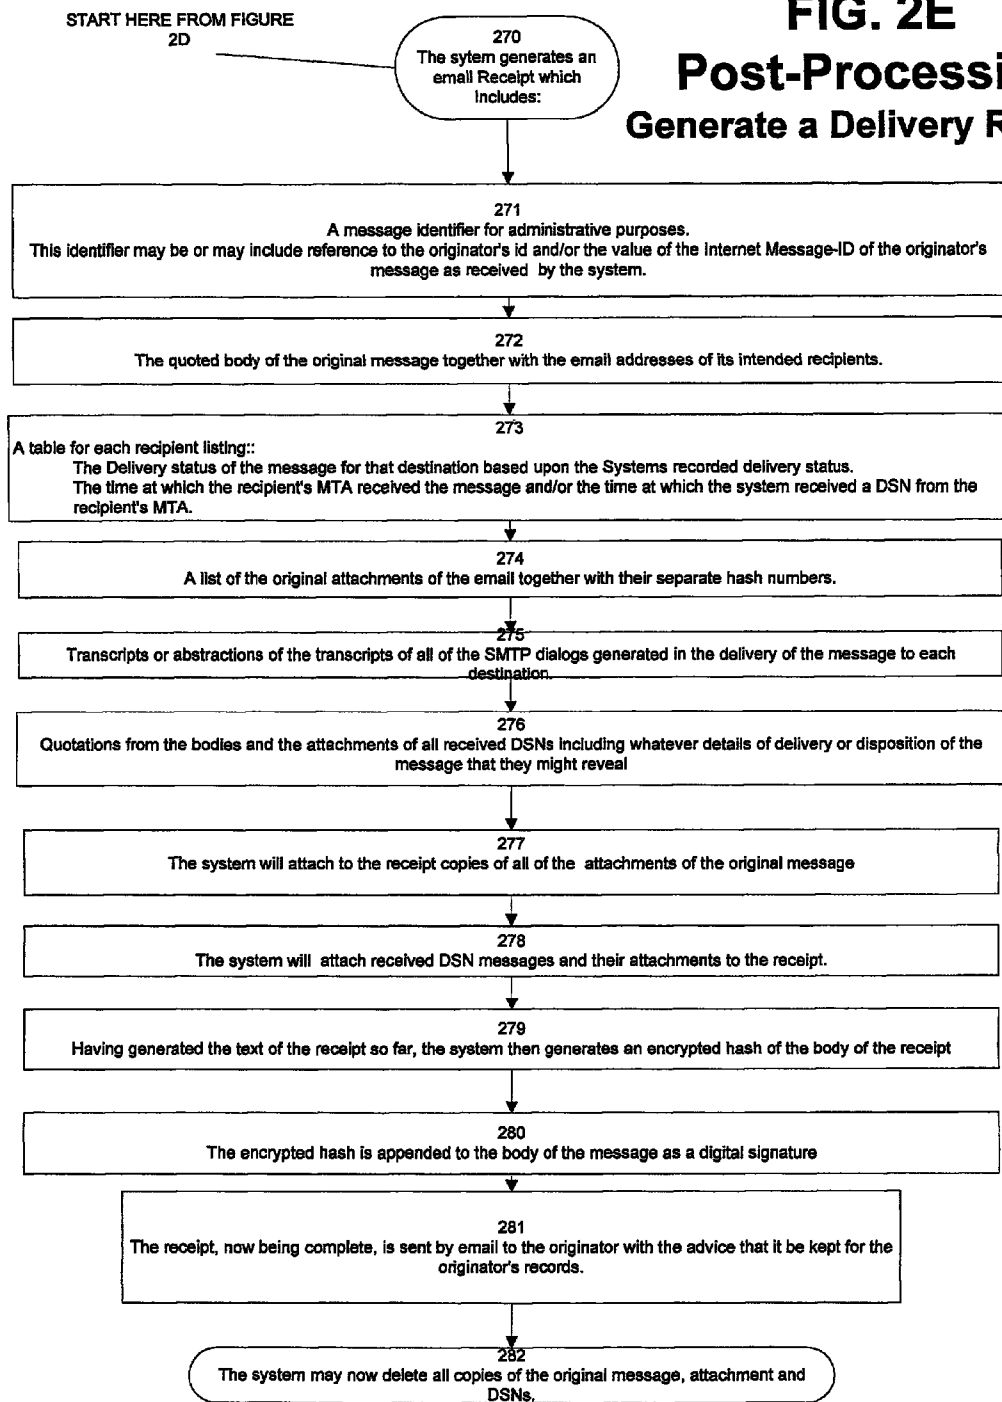 START HERE FROM FIGURE
2D
FIG. 2E
Post-Processi
Generate a Delivery R
270
The sytem generates an
email Receipt which
Includes:
271
A message identifier for administrative purposes.
This identifier may be or may include reference to the originator's id and/or the value of the Internet Message-ID of the originator's
message as received by the system.
272
The quoted body of the original message together with the email addresses of its intended recipients.
273
A table for each recipient listing::
The Delivery status of the message for that destination based upon the Systems recorded delivery status.
The time at which the recipient's MTA received the message and/or the time at which the system received a DSN from the
recipient's MTA.
274
A list of the original attachments of the email together with their separate hash numbers.
275
Transcripts or abstractions of the transcripts of all of the SMTP dialogs generated in the delivery of the message to each
destination.
276
Quotations from the bodies and the attachments of all received DSNs including whatever details of delivery or disposition of the
message that they might reveal
277
The system will attach to the receipt copies of all of the attachments of the original message
278
The system will attach received DSN messages and their attachments to the receipt.
279
Having generated the text of the receipt so far, the system then generates an encrypted hash of the body of the receipt
280
The encrypted hash is appended to the body of the message as a digital signature
281
The receipt, now being complete, is sent by email to the originator with the advice that it be kept for the
originator's records.
282
The system may now delete all copies of the original message, attachment and
DSNs.